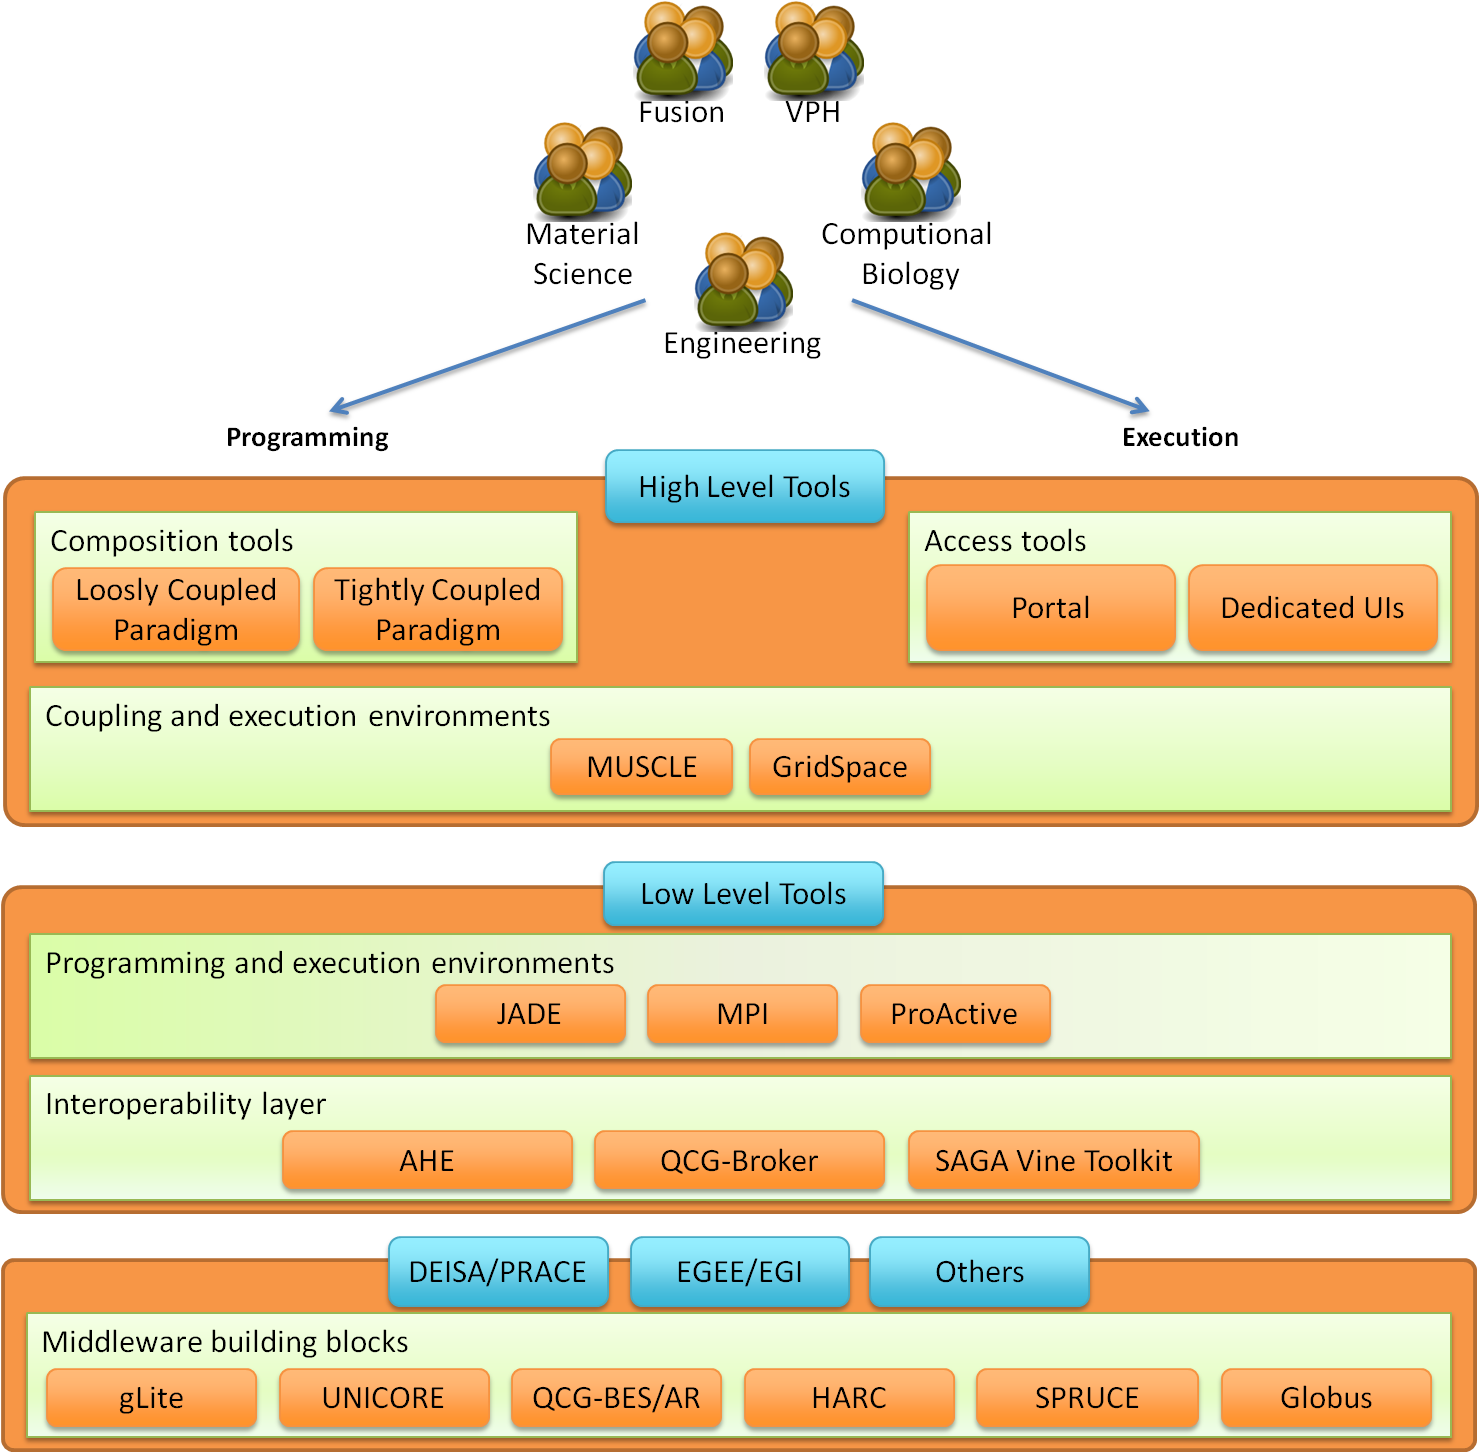 Fusion
VPH
Material
Science
Computional
Biology
Engineering
Programming
Execution
High Level Tools
Composition tools
Loosly Coupled
Paradigm
Tightly Coupled
Paradigm
Access tools
Portal
Dedicated UIs
Coupling and execution environments
MUSCLE
GridSpace
Low Level Tools
Programming and execution environments
JADE
MPI
ProActive
Interoperability layer
AHE
QCG-Broker
SAGA Vine Toolkit
DEISA/PRACE
EGEE/EGI
Others
Middleware building blocks
gLite
UNICORE
QCG-BES/AR
HARC
SPRUCE
Globus